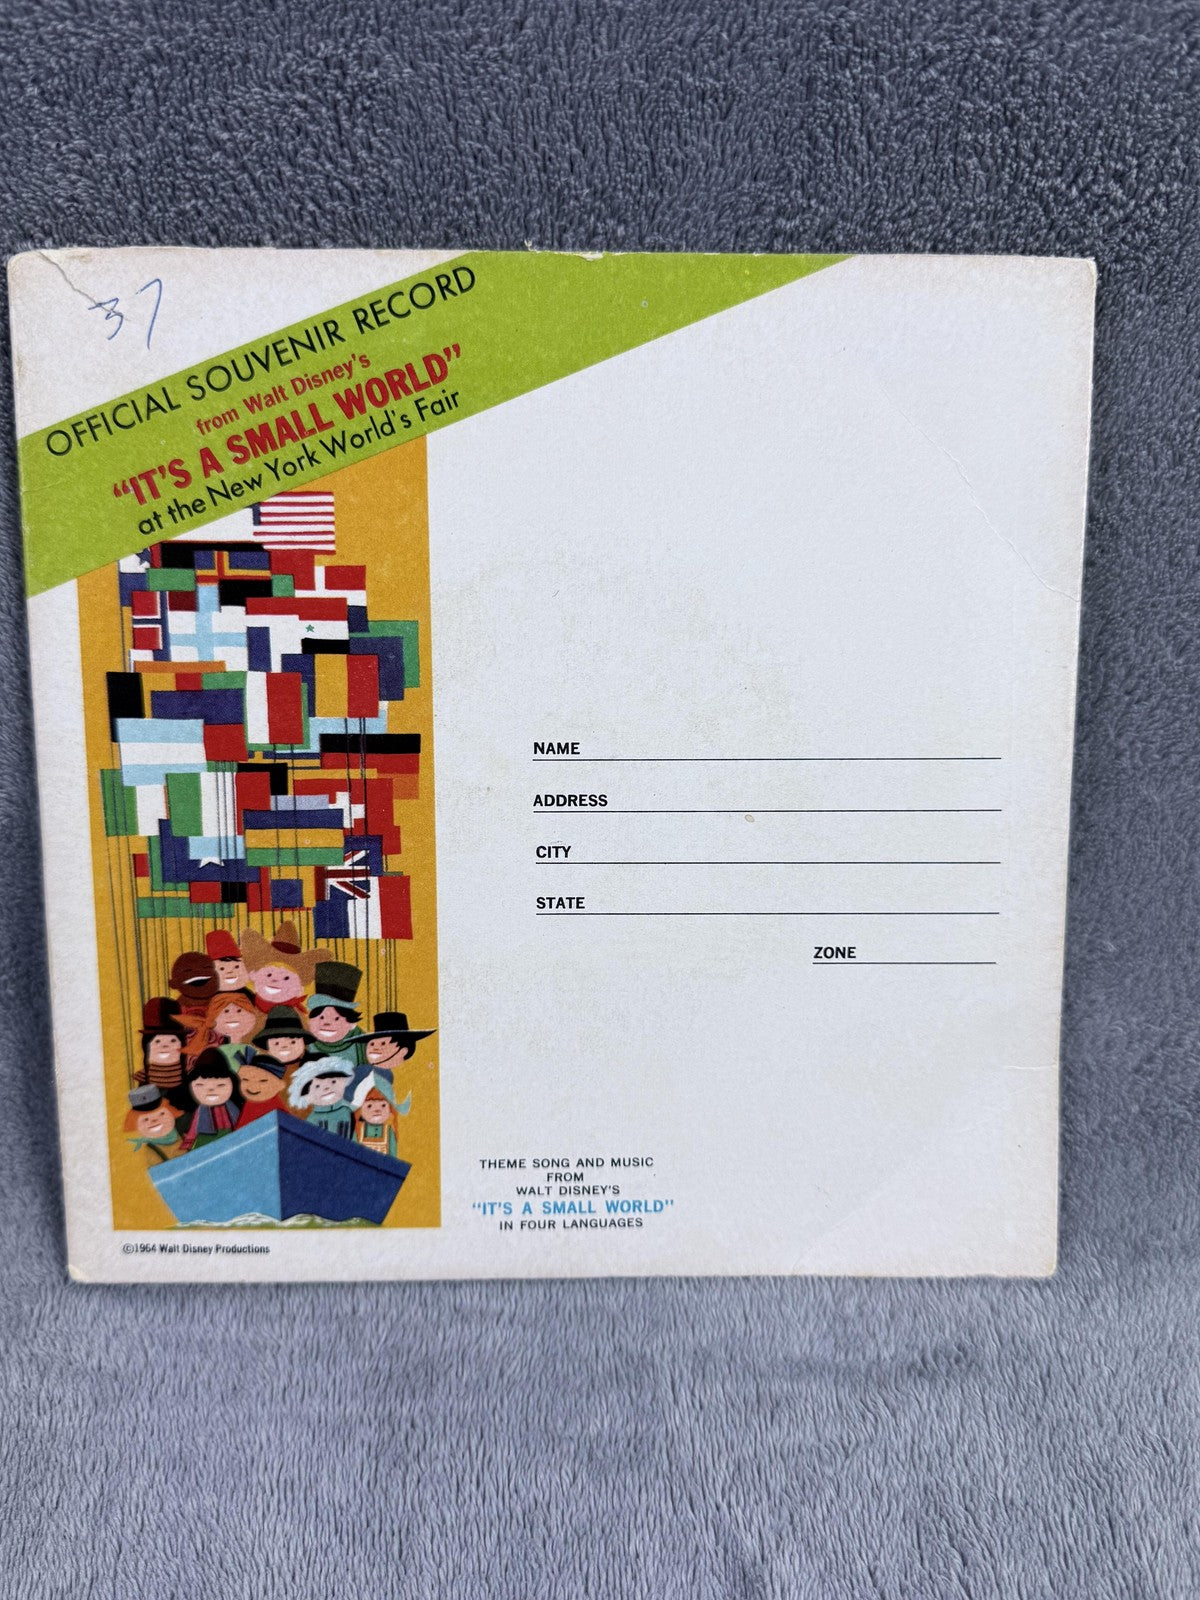 37
OFFICIAL SOUVENIR RECORD
from Walt Disney's
"IT'S A SMALL WORLD"
at the New York World's Fair
NAME
ADDRESS
CITY
STATE
ZONE
THEME SONG AND MUSIC
FROM
WALT DISNEY'S
"IT'S A SMALL WORLD"
IN FOUR LANGUAGES
©1964 Walt Disney Productions